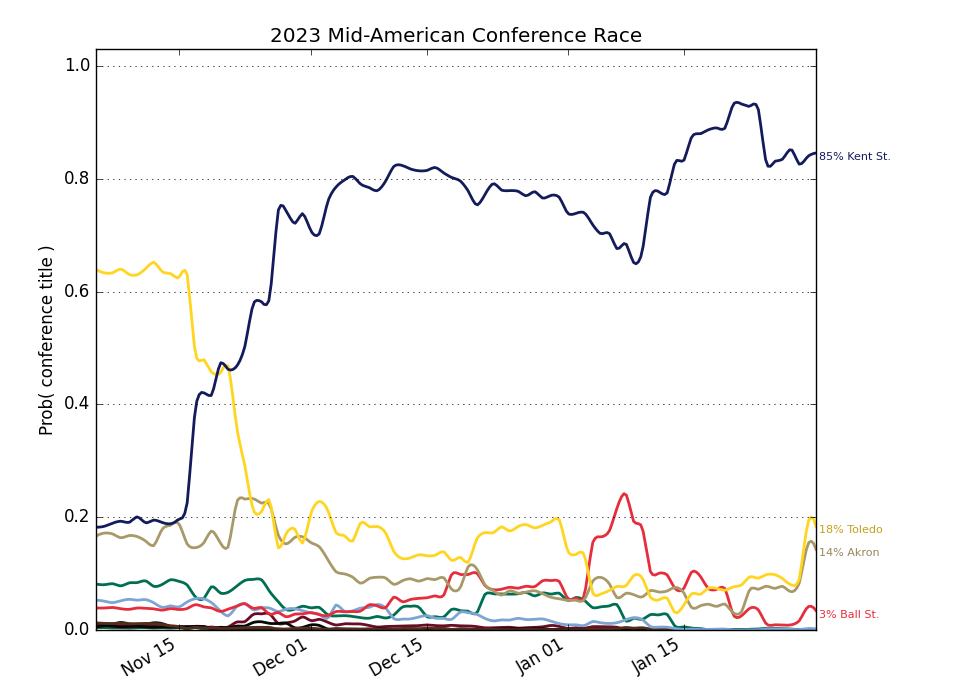 2023 Mid-American Conference Race
Prob( conference title )
1.0
0.8
0.6
0.4
0.2
0.0
Nov 15
Dec 01
Dec 15
Jan 01
Jan 15
85% Kent St.
18% Toledo
14% Akron
3% Ball St.